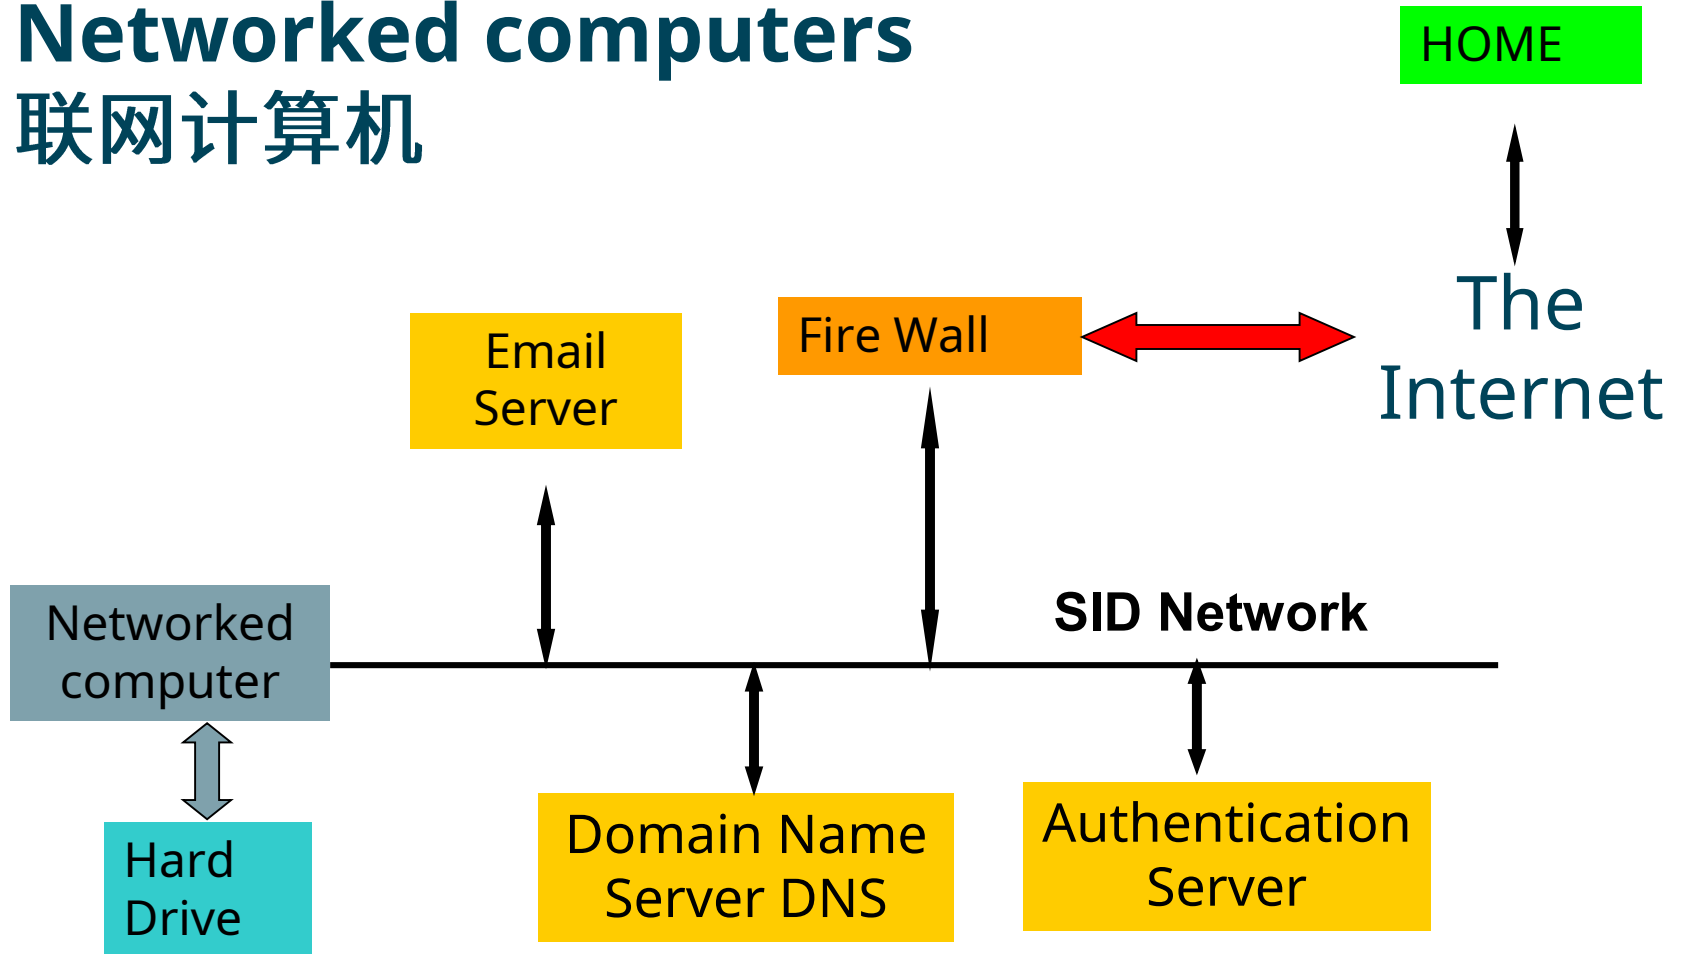 Networked computers
联网计算机
HOME
The
Internet
Fire Wall
Email
Server
SID Network
Networked
computer
Hard
Drive
Domain Name
Server DNS
Authentication
Server